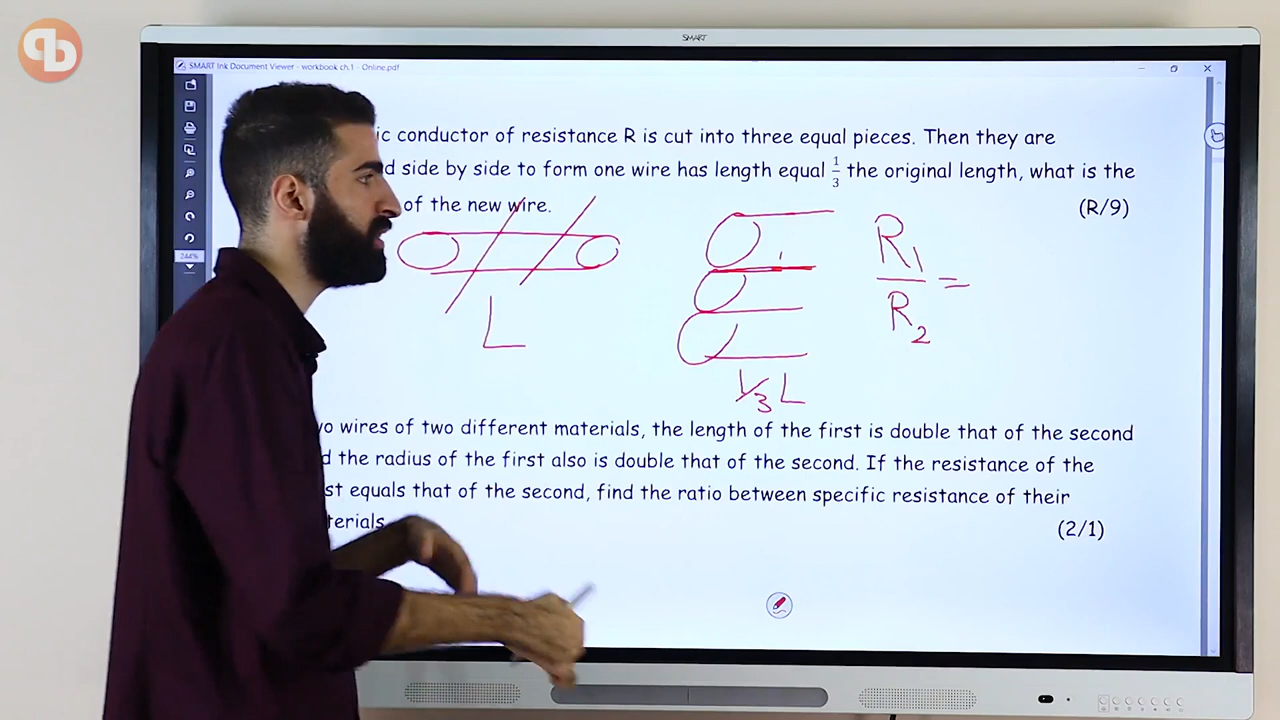 SMART
SMART Ink Document Viewer - workbook ch.1 - Online.pdf
ic conductor of resistance R is cut into three equal pieces. Then they are
d side by side to form one wire has length equal 1/3 the original length, what is the
of the new wire. (R/9)
244%
L
1/3 L
R1/R2 =
o wires of two different materials, the length of the first is double that of the second
d the radius of the first also is double that of the second. If the resistance of the
st equals that of the second, find the ratio between specific resistance of their
terials. (2/1)